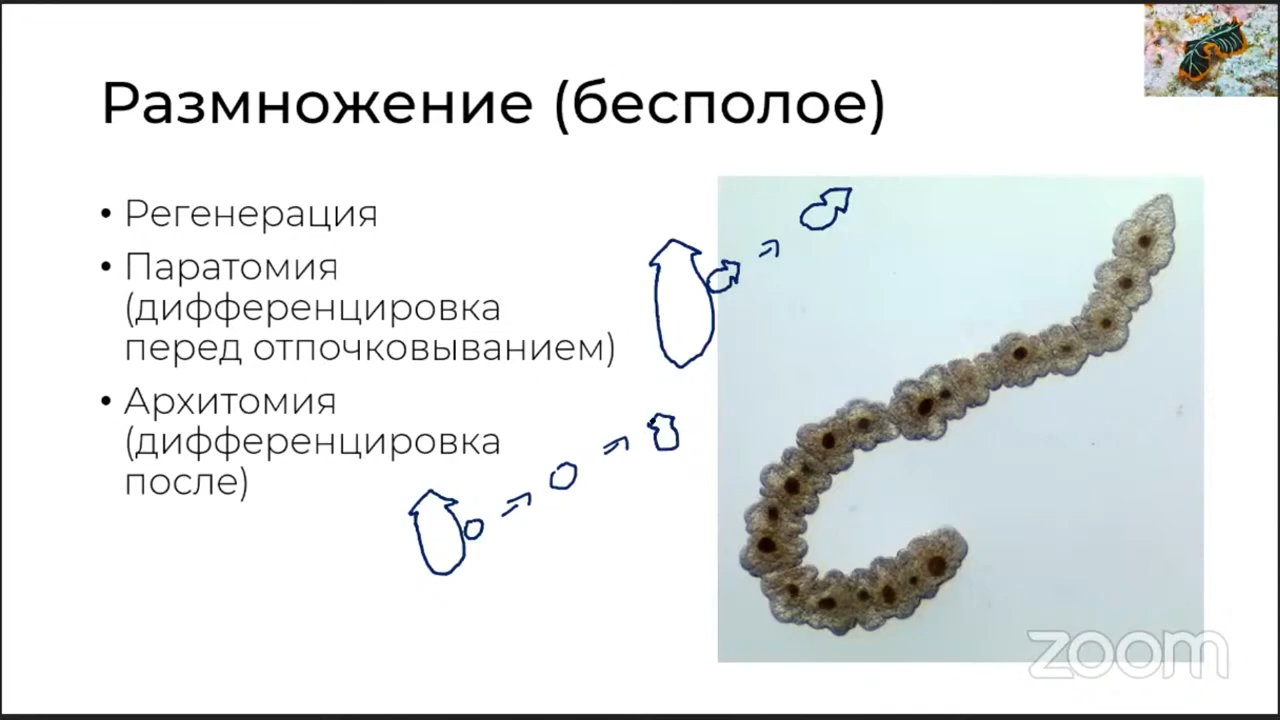 Размножение (бесполое)
• Регенерация
• Паратомия
(дифференцировка
перед отпочковыванием)
• Архитомия
(дифференцировка
после)
zoom